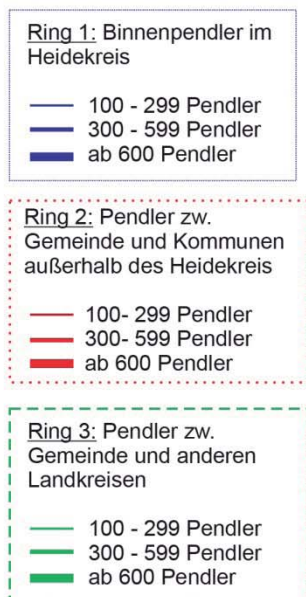 Ring 1: Binnenpendler im
Heidekreis
100 - 299 Pendler
300 - 599 Pendler
ab 600 Pendler
Ring 2: Pendler zw.
Gemeinde und Kommunen
außerhalb des Heidekreis
100- 299 Pendler
300- 599 Pendler
ab 600 Pendler
Ring 3: Pendler zw.
Gemeinde und anderen
Landkreisen
100 - 299 Pendler
300 - 599 Pendler
ab 600 Pendler